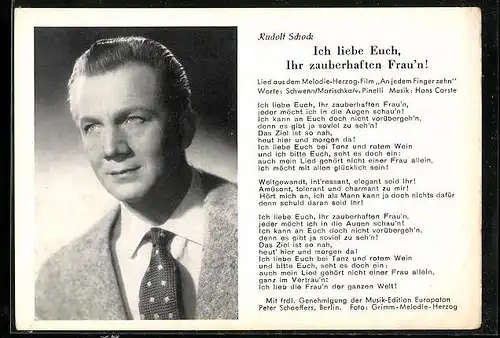 Rudolf Schock
Ich liebe Euch,
Ihr zauberhaften Frau'n!
Lied aus dem Melodie-Herzog-Film „An jedem Finger zehn"
Worte: Schwenn/Marischka/v. Pinelli Musik: Hans Carste
Ich liebe Euch, Ihr zauberhaften Frau'n,
jeder möcht ich in die Augen schau'n!
Ich kann an Euch doch nicht vorübergeh'n,
denn es gibt ja soviel zu seh'n!
Das Ziel ist so nah,
heut hier und morgen da!
Ich liebe Euch bei Tanz und rotem Wein
und ich bitte Euch, seht es doch ein:
auch mein Lied gehört nicht einer Frau allein,
ich möcht mit allen glücklich sein!
Weltgewandt, int'ressant, elegant seid Ihr!
Amüsant, tolerant und charmant zu mir!
Hört mich an, ich als Mann kann ja doch nichts dafür
denn schuld daran seid Ihr!
Ich liebe Euch, Ihr zauberhaften Frau'n,
jeder möcht ich in die Augen schau'n!
Ich kann an Euch doch nicht vorübergeh'n,
denn es gibt ja soviel zu seh'n!
Das Ziel ist so nah,
heut' hier und morgen da!
Ich liebe Euch bei Tanz und rotem Wein
und bitte Euch, seht es doch ein:
auch mein Lied gehört nicht einer Frau allein,
ganz im Vertrau'n:
Ich lieb die Frau'n der ganzen Welt!
Mit frdl. Genehmigung der Musik-Edition Europaton
Peter Schaeffers, Berlin. Foto: Grimm-Melodie-Herzog